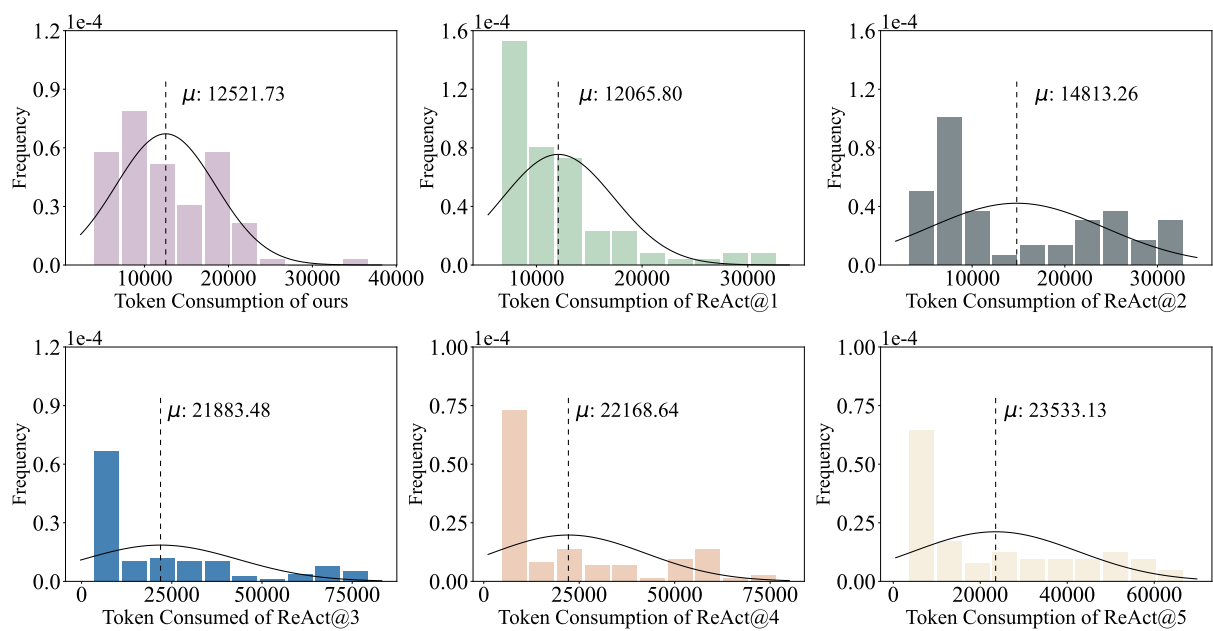 1e-4
1.2
0.9
0.6
0.3
0.0
Frequency
μ: 12521.73
10000 20000 30000 40000
Token Consumption of ours
1e-4
1.6
1.2
0.8
0.4
0.0
Frequency
μ: 12065.80
10000 20000 30000
Token Consumption of ReAct@1
1e-4
1.6
1.2
0.8
0.4
0.0
Frequency
μ: 14813.26
10000 20000 30000
Token Consumption of ReAct@2
1e-4
1.2
0.9
0.6
0.3
0.0
Frequency
μ: 21883.48
0 25000 50000 75000
Token Consumed of ReAct@3
1e-4
1.00
0.75
0.50
0.25
0.00
Frequency
μ: 22168.64
0 25000 50000 75000
Token Consumption of ReAct@4
1e-4
1.00
0.75
0.50
0.25
0.00
Frequency
μ: 23533.13
0 20000 40000 60000
Token Consumption of ReAct@5